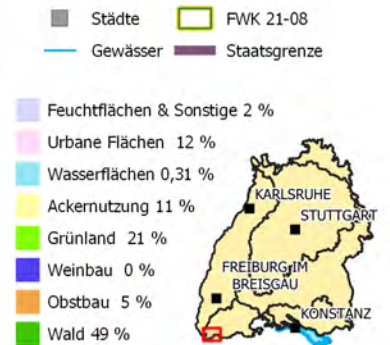 Städte
FWK 21-08
Gewässer
Staatsgrenze
Feuchtflächen & Sonstige 2 %
Urbane Flächen 12 %
Wasserflächen 0,31 %
Ackernutzung 11 %
Grünland 21 %
Weinbau 0 %
Obstbau 5 %
Wald 49 %
KARLSRUHE
STUTTGART
FREIBURG IM
BREISGAU
KONSTANZ